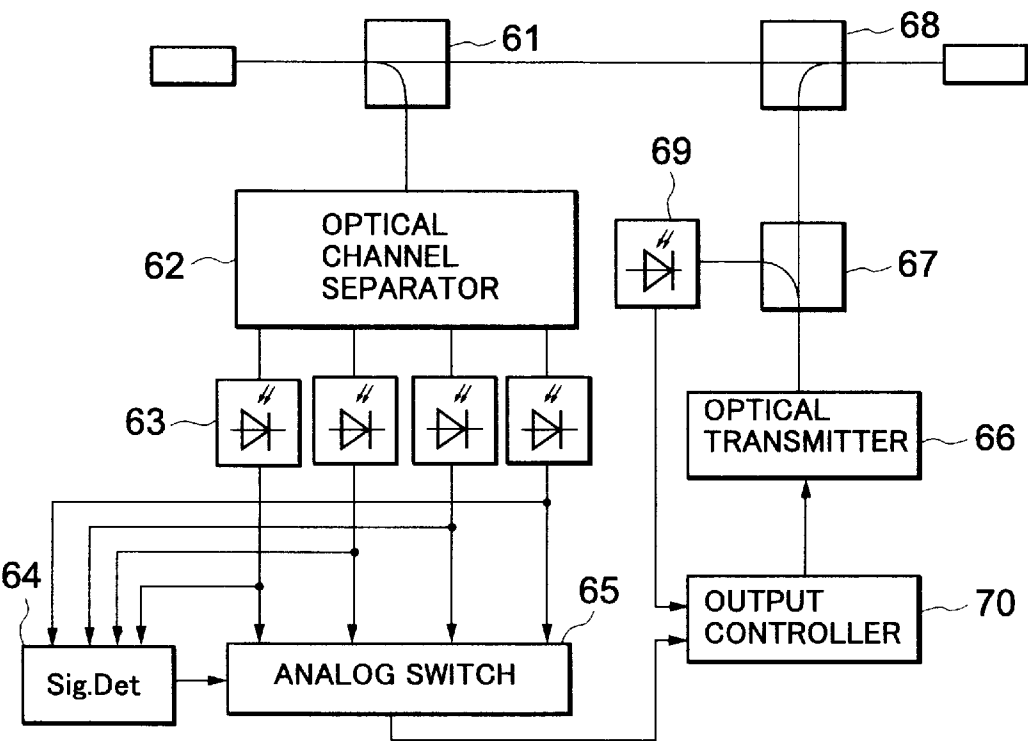 61
68
69
OPTICAL
CHANNEL
SEPARATOR
62
67
63
OPTICAL
TRANSMITTER
66
64
65
OUTPUT
CONTROLLER
70
Sig.Det
ANALOG SWITCH